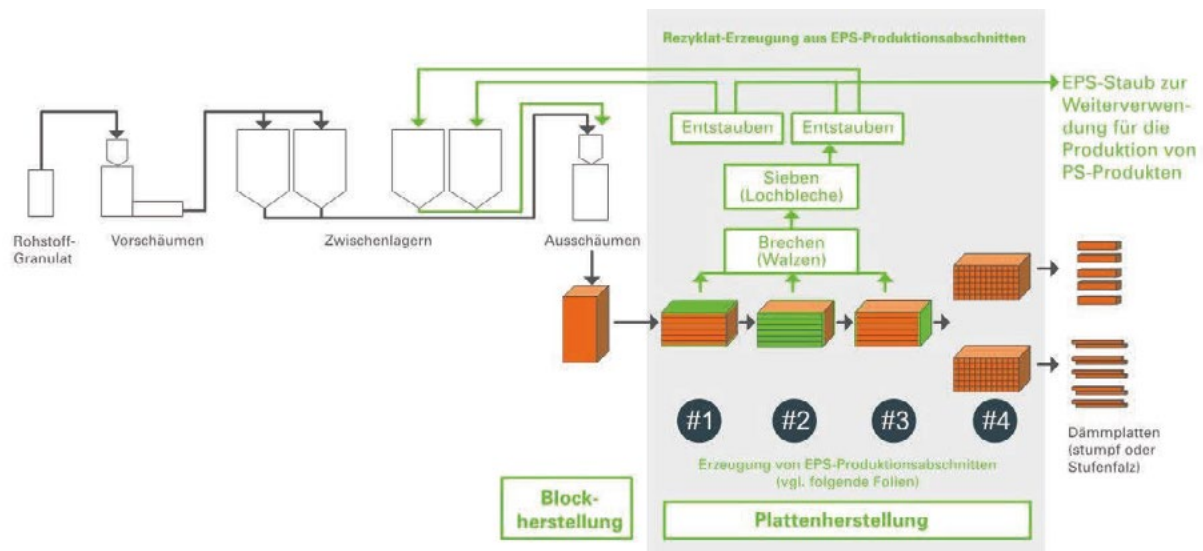 Rezyklat-Erzeugung aus EPS-Produktionsabschnitten
EPS-Staub zur
Weiterverwen-
dung für die
Produktion von
PS-Produkten
Entstauben
Entstauben
Sieben
(Lochbleche)
Brechen
(Walzen)
Rohstoff-
Granulat
Vorschäumen
Zwischenlagern
Ausschäumen
#1
#2
#3
#4
Dämmplatten
(stumpf oder
Stufenfalz)
Erzeugung von EPS-Produktionsabschnitten
(vgl. folgende Folien)
Block-
herstellung
Plattenherstellung